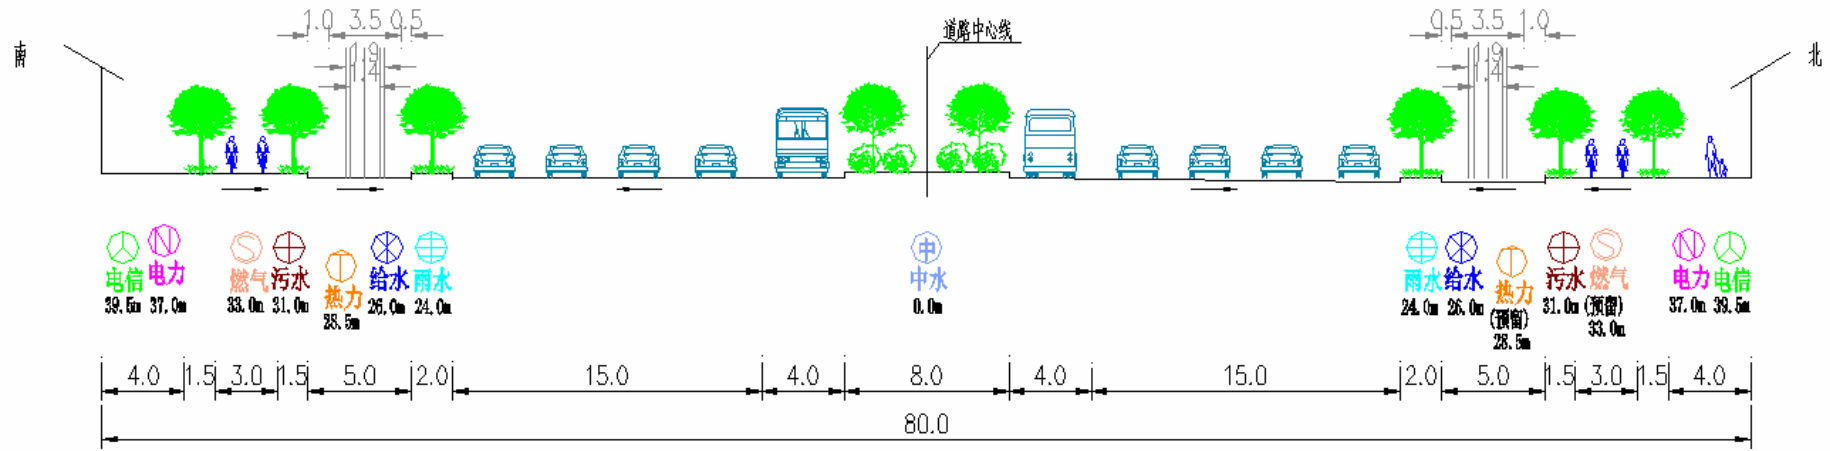 1.0 3.5 0.5
1.9
1.4
南
道路中心线
0.5 3.5 1.0
1.9
1.4
北
电信
39.5m
电力
37.0m
燃气
33.0m
污水
31.0m
热力
28.5m
给水
26.0m
雨水
24.0m
中
中水
0.0m
雨水
24.0m
给水
26.0m
热力
(预留)
28.5m
污水
31.0m
燃气
(预留)
33.0m
电力
37.0m
电信
39.5m
4.0 1.5 3.0 1.5 5.0 2.0 15.0 4.0 8.0 4.0 15.0 2.0 5.0 1.5 3.0 1.5 4.0
80.0